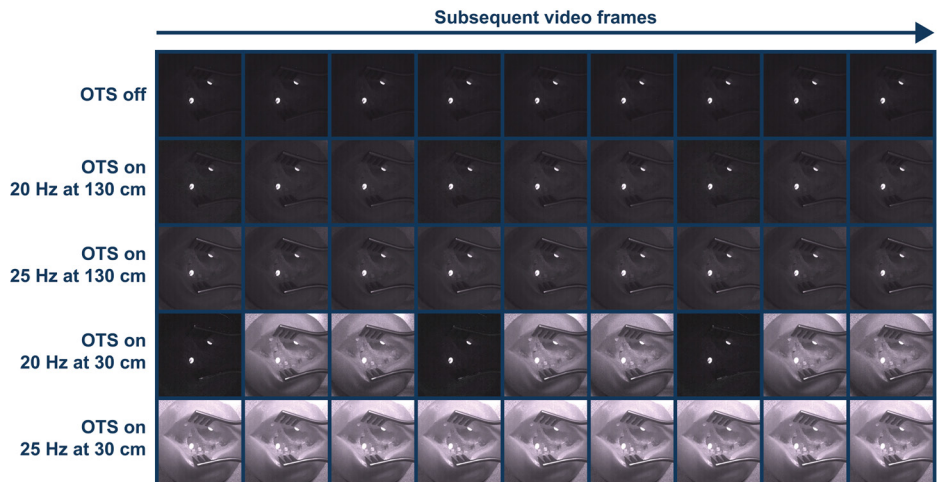 Subsequent video frames
OTS off
OTS on
20 Hz at 130 cm
OTS on
25 Hz at 130 cm
OTS on
20 Hz at 30 cm
OTS on
25 Hz at 30 cm